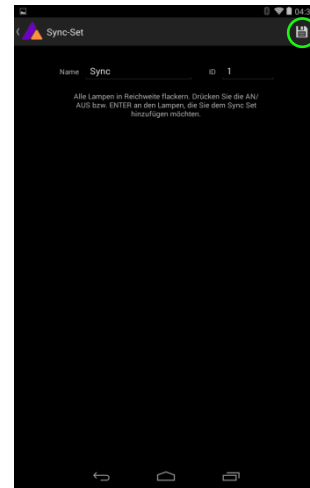 04:3
Sync-Set
Name Sync ID 1
Alle Lampen in Reichweite flackern. Drücken Sie die AN/
AUS bzw. ENTER an den Lampen, die Sie dem Sync Set
hinzufügen möchten.